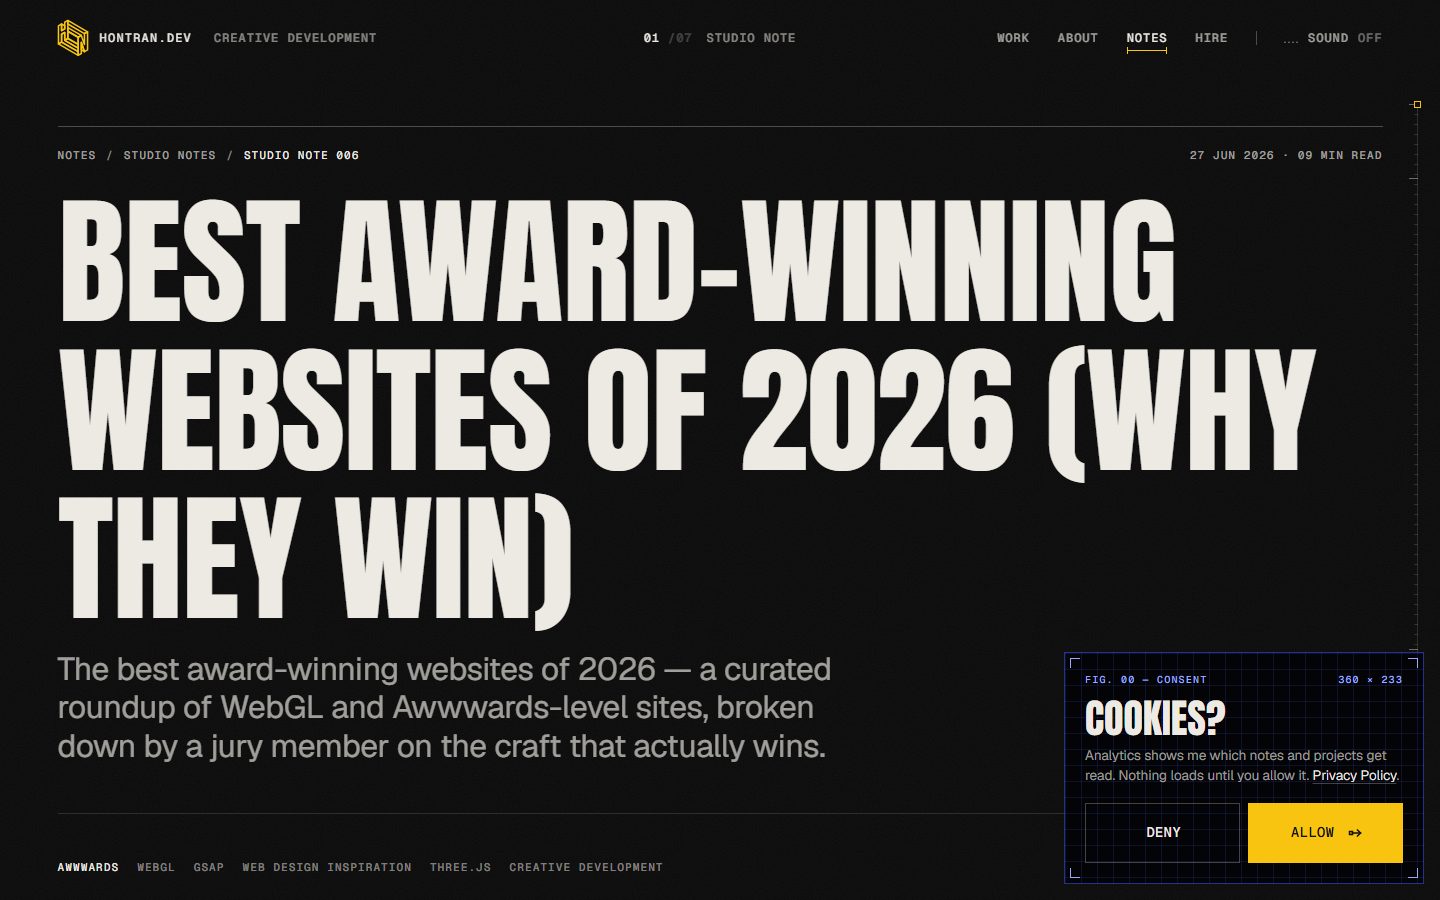 HONTRAN.DEV CREATIVE DEVELOPMENT
01 /07 STUDIO NOTE
WORK ABOUT NOTES HIRE .... SOUND OFF
NOTES / STUDIO NOTES / STUDIO NOTE 006
27 JUN 2026 · 09 MIN READ
BEST AWARD-WINNING
WEBSITES OF 2026 (WHY
THEY WIN)
The best award-winning websites of 2026 — a curated
roundup of WebGL and Awwwards-level sites, broken
down by a jury member on the craft that actually wins.
AWWWARDS WEBGL GSAP WEB DESIGN INSPIRATION THREE.JS CREATIVE DEVELOPMENT
FIG. 00 — CONSENT 360 × 233
COOKIES?
Analytics shows me which notes and projects get
read. Nothing loads until you allow it. Privacy Policy.
DENY ALLOW